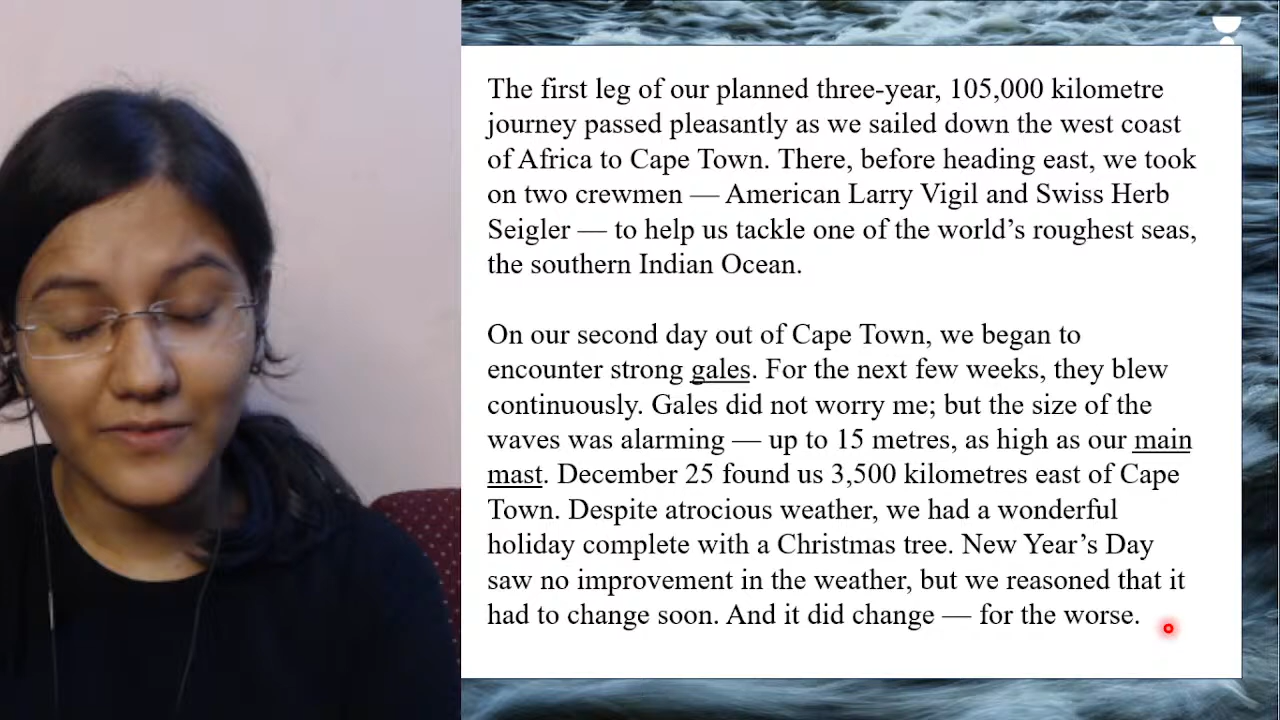 The first leg of our planned three-year, 105,000 kilometre
journey passed pleasantly as we sailed down the west coast
of Africa to Cape Town. There, before heading east, we took
on two crewmen — American Larry Vigil and Swiss Herb
Seigler — to help us tackle one of the world’s roughest seas,
the southern Indian Ocean.
On our second day out of Cape Town, we began to
encounter strong gales. For the next few weeks, they blew
continuously. Gales did not worry me; but the size of the
waves was alarming — up to 15 metres, as high as our main
mast. December 25 found us 3,500 kilometres east of Cape
Town. Despite atrocious weather, we had a wonderful
holiday complete with a Christmas tree. New Year’s Day
saw no improvement in the weather, but we reasoned that it
had to change soon. And it did change — for the worse.